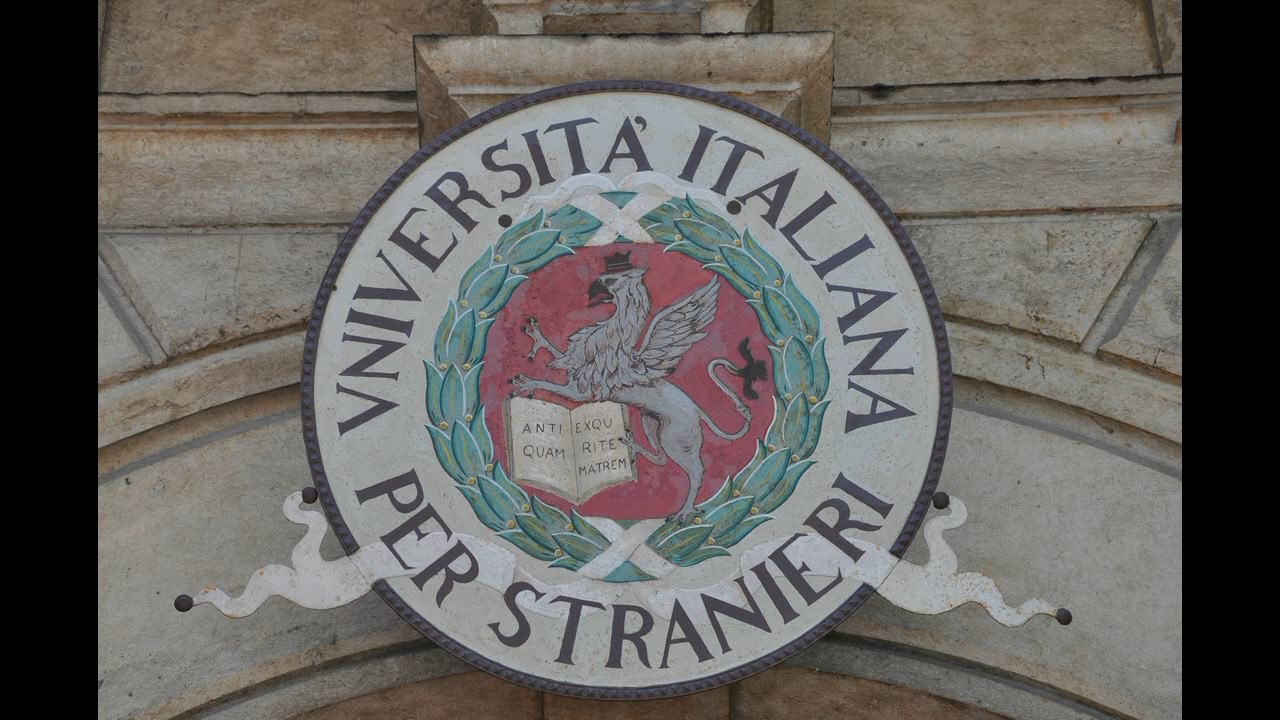 VNIVERSITA' ITALIANA
PER STRANIERI
ANTI
QUAM
EXQU
RITE
MATREM